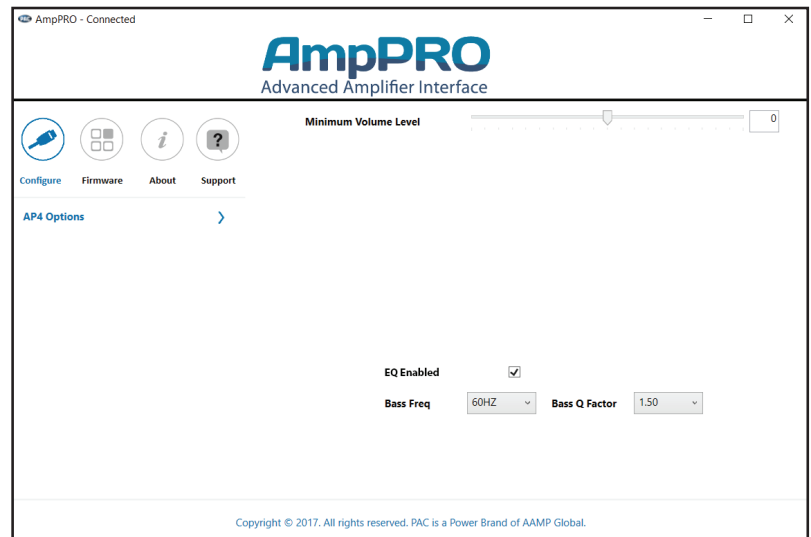 PAC AmpPRO - Connected
AmpPRO
Advanced Amplifier Interface
Minimum Volume Level 0
i ?
Configure Firmware About Support
AP4 Options
EQ Enabled
Bass Freq 60HZ Bass Q Factor 1.50
Copyright © 2017. All rights reserved. PAC is a Power Brand of AAMP Global.